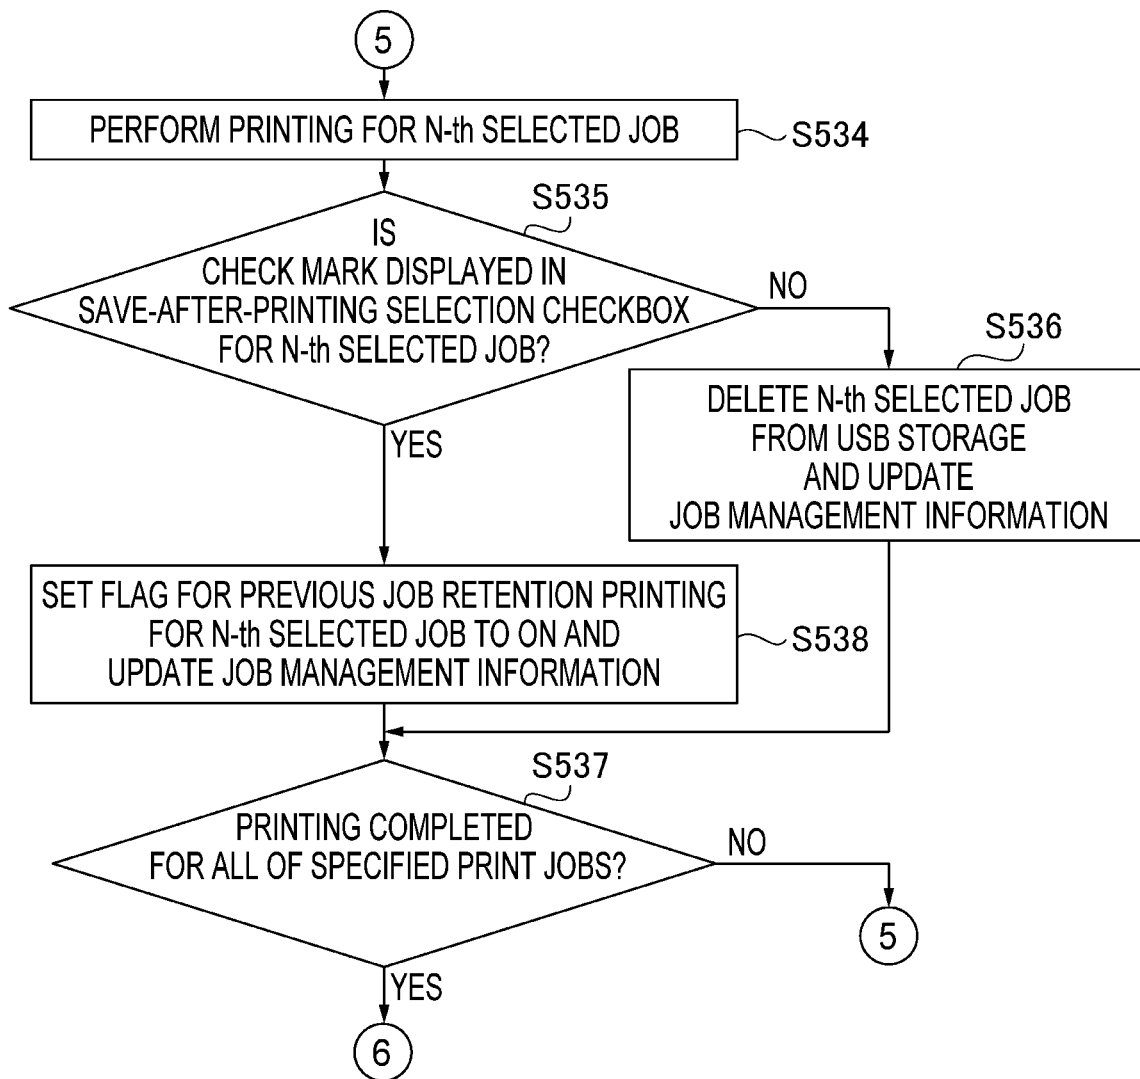 5
PERFORM PRINTING FOR N-th SELECTED JOB
S534
S535
IS
CHECK MARK DISPLAYED IN
SAVE-AFTER-PRINTING SELECTION CHECKBOX
FOR N-th SELECTED JOB?
NO
YES
S536
DELETE N-th SELECTED JOB
FROM USB STORAGE
AND UPDATE
JOB MANAGEMENT INFORMATION
SET FLAG FOR PREVIOUS JOB RETENTION PRINTING
FOR N-th SELECTED JOB TO ON AND
UPDATE JOB MANAGEMENT INFORMATION
S538
S537
PRINTING COMPLETED
FOR ALL OF SPECIFIED PRINT JOBS?
NO
5
YES
6